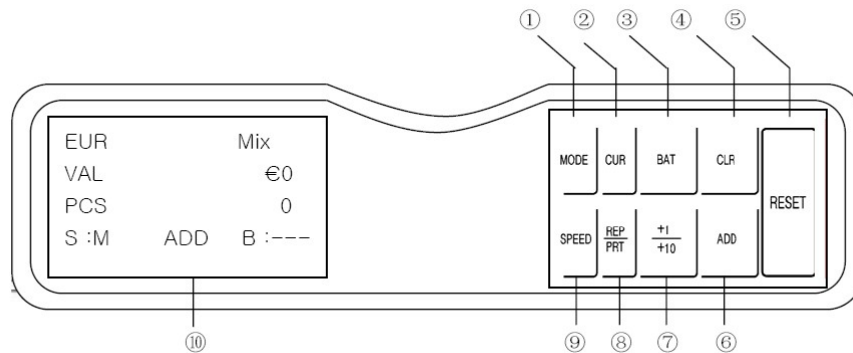 ① ② ③ ④ ⑤
EUR Mix
VAL €0
PCS 0
S :M ADD B :---
MODE CUR BAT CLR
RESET
SPEED REP PRT +1 +10 ADD
⑩ ⑨ ⑧ ⑦ ⑥